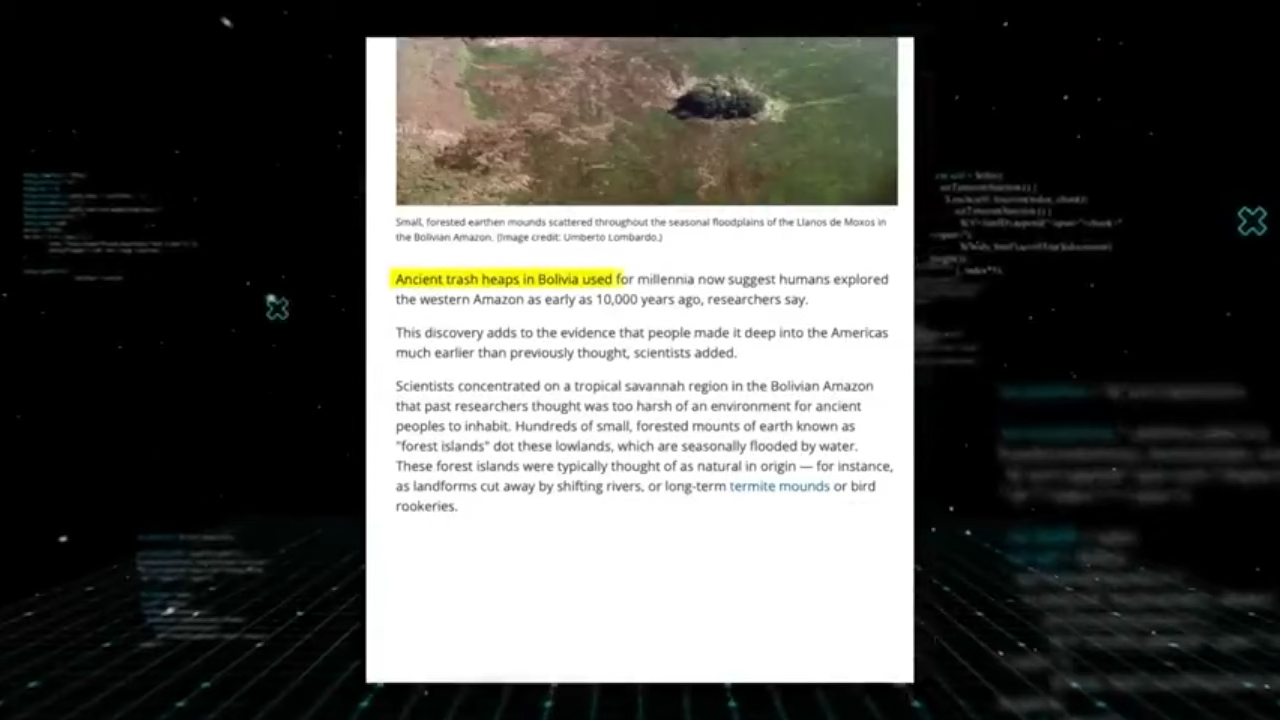 Small, forested earthen mounds scattered throughout the seasonal floodplains of the Llanos de Moxos in
the Bolivian Amazon. (Image credit: Umberto Lombardo.)
Ancient trash heaps in Bolivia used for millennia now suggest humans explored
the western Amazon as early as 10,000 years ago, researchers say.
This discovery adds to the evidence that people made it deep into the Americas
much earlier than previously thought, scientists added.
Scientists concentrated on a tropical savannah region in the Bolivian Amazon
that past researchers thought was too harsh of an environment for ancient
peoples to inhabit. Hundreds of small, forested mounts of earth known as
"forest islands" dot these lowlands, which are seasonally flooded by water.
These forest islands were typically thought of as natural in origin — for instance,
as landforms cut away by shifting rivers, or long-term termite mounds or bird
rookeries.